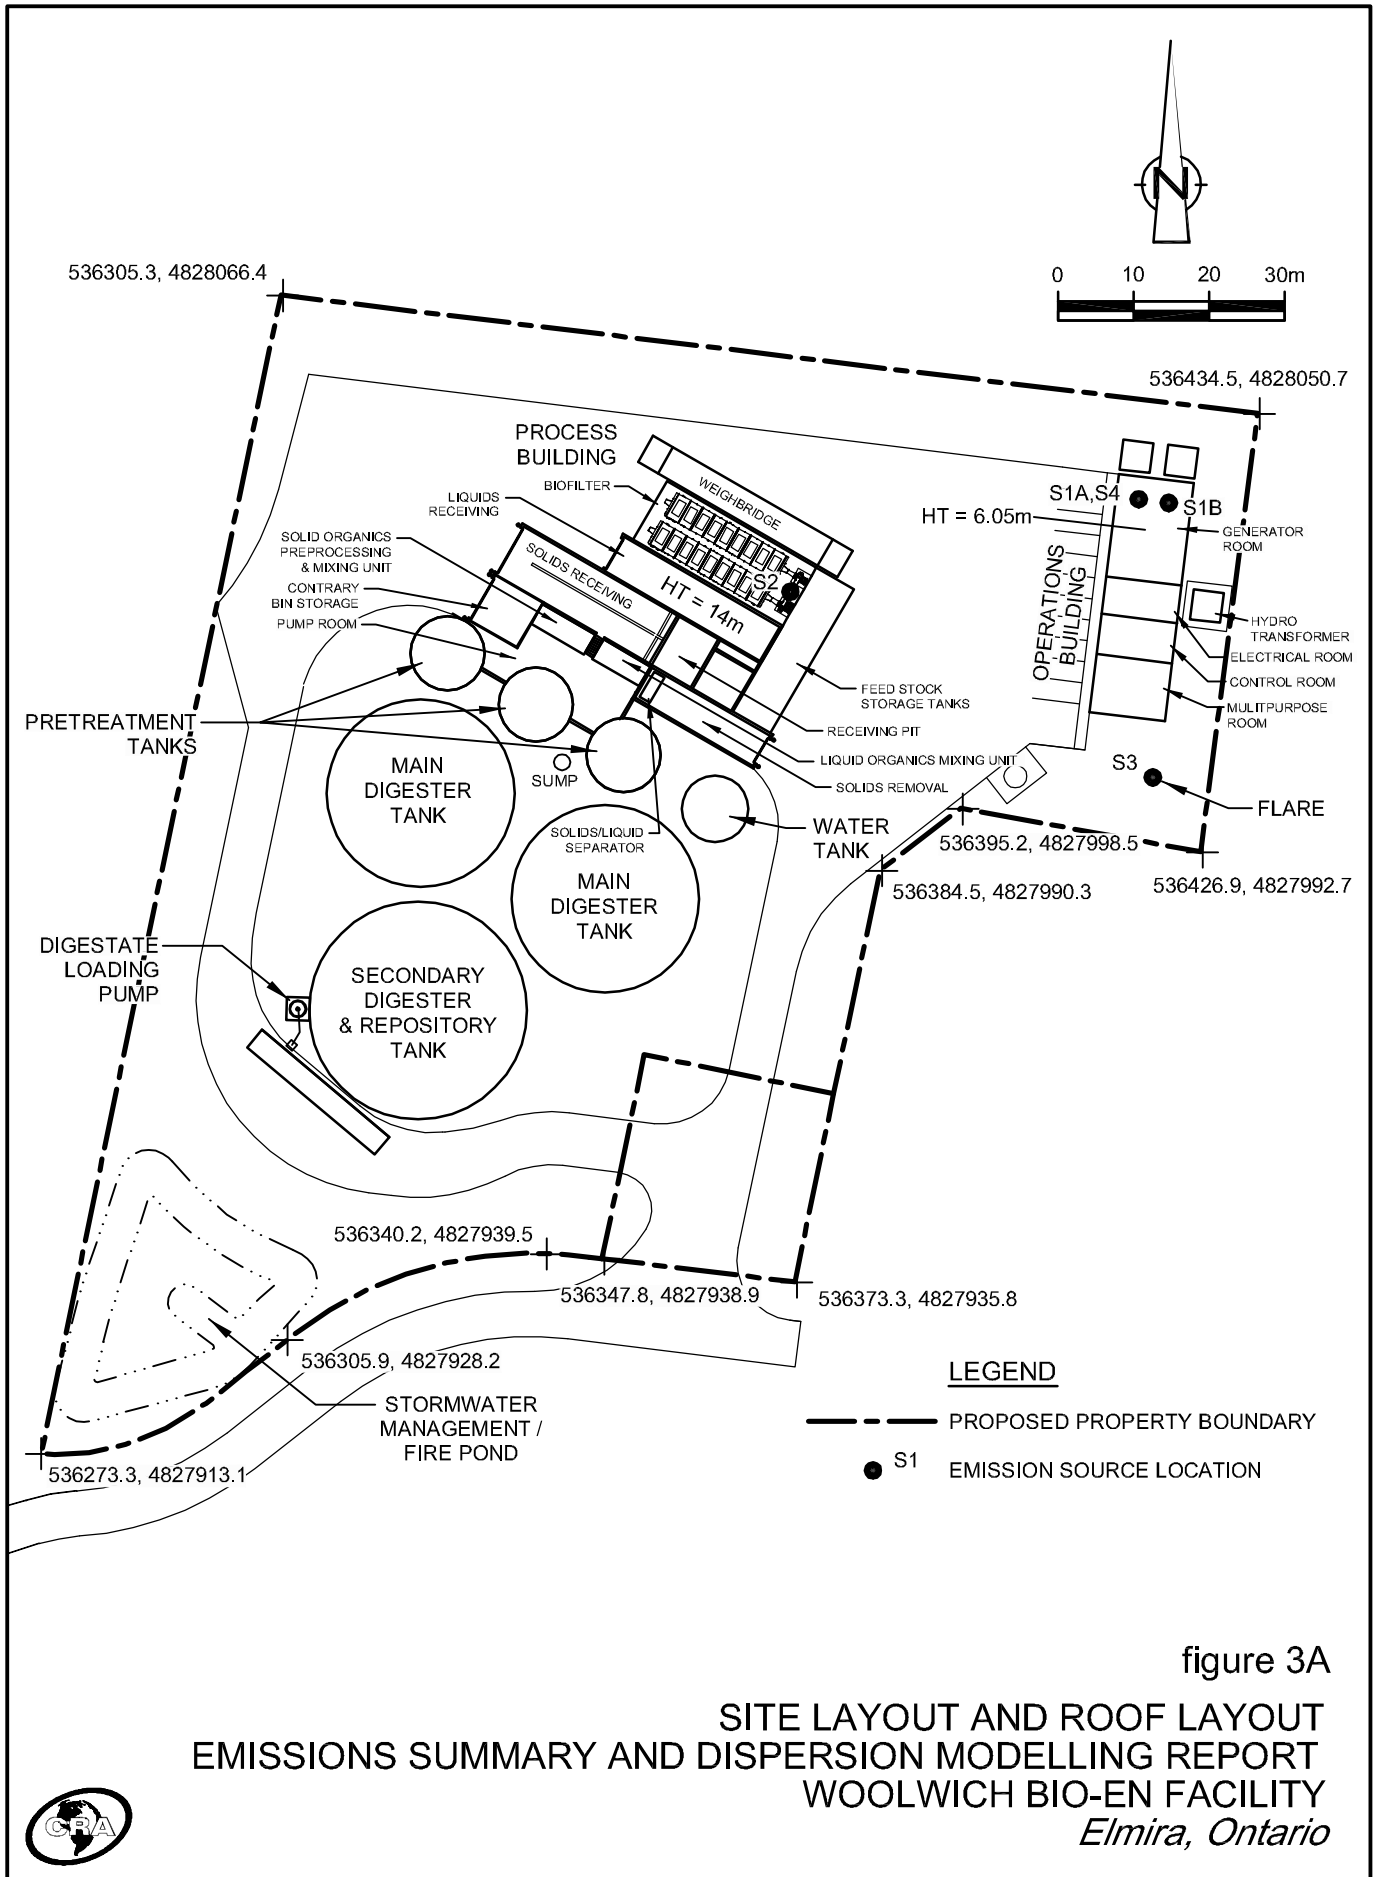 N
0 10 20 30m
536305.3, 4828066.4
536434.5, 4828050.7
PROCESS
BUILDING
BIOFILTER
WEIGHBRIDGE
LIQUIDS
RECEIVING
S1A,S4
S1B
HT = 6.05m
GENERATOR
ROOM
SOLID ORGANICS
PREPROCESSING
& MIXING UNIT
SOLIDS RECEIVING
S2
HT = 14m
OPERATIONS
BUILDING
CONTRARY
BIN STORAGE
PUMP ROOM
HYDRO
TRANSFORMER
ELECTRICAL ROOM
CONTROL ROOM
MULITPURPOSE
ROOM
FEED STOCK
STORAGE TANKS
RECEIVING PIT
LIQUID ORGANICS MIXING UNIT
SOLIDS REMOVAL
PRETREATMENT
TANKS
MAIN
DIGESTER
TANK
SUMP
S3
FLARE
SOLIDS/LIQUID
SEPARATOR
WATER
TANK
536395.2, 4827998.5
536384.5, 4827990.3
536426.9, 4827992.7
MAIN
DIGESTER
TANK
DIGESTATE
LOADING
PUMP
SECONDARY
DIGESTER
& REPOSITORY
TANK
536340.2, 4827939.5
536347.8, 4827938.9
536373.3, 4827935.8
536305.9, 4827928.2
STORMWATER
MANAGEMENT /
FIRE POND
536273.3, 4827913.1
LEGEND
PROPOSED PROPERTY BOUNDARY
S1 EMISSION SOURCE LOCATION
figure 3A
SITE LAYOUT AND ROOF LAYOUT
EMISSIONS SUMMARY AND DISPERSION MODELLING REPORT
WOOLWICH BIO-EN FACILITY
Elmira, Ontario
CRA